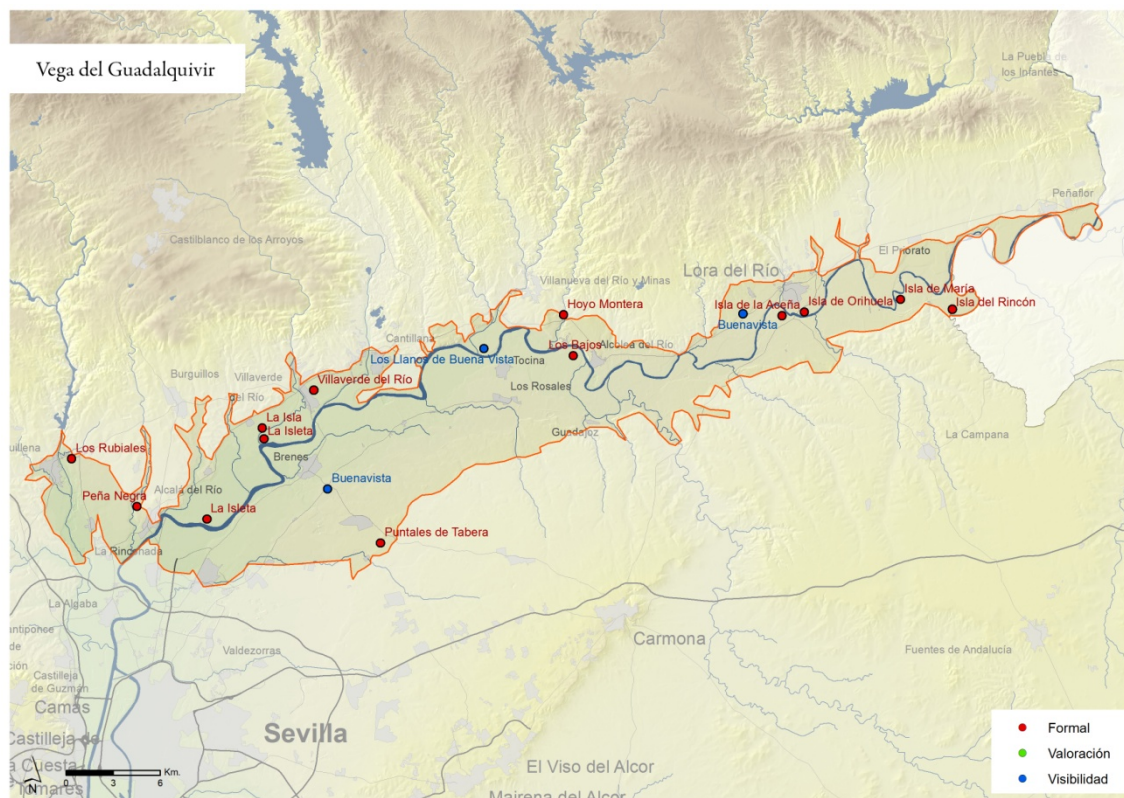 Vega del Guadalquivir
La Puebla de
los Infantes
Peñaflor
Castilblanco de los Arroyos
El Priorato
Villanueva del Río y Minas
Lora del Río
Isla de María
Isla del Rincón
Hoyo Montera
Isla de la Aceña
Isla de Orihuela
Buenavista
Cantillana
Los Bajos
Alcolea del Río
Los Llanos de Buena Vista
Tocina
Burguillos
Villaverde
del Río
Villaverde del Río
Los Rosales
La Isla
La Isleta
Guadajoz
La Campana
Los Rubiales
Brenes
Buenavista
Peña Negra
Alcalá del Río
La Isleta
Puntales de Tabera
La Rinconada
La Algaba
Carmona
Valdezorras
Fuentes de Andalucía
Castilleja
de Guzmán
Camas
Sevilla
Castilleja de
la Cuesta
El Viso del Alcor
Mairena del Alcor
0 3 6 Km.
N
Formal
Valoración
Visibilidad